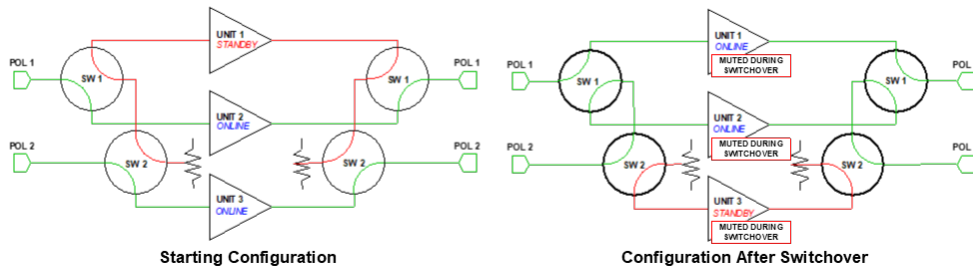 UNIT 1
STANDBY
POL 1
SW 1
SW 1
POL 1
UNIT 2
ONLINE
POL 2
SW 2
SW 2
POL 2
UNIT 3
ONLINE
Starting Configuration
UNIT 1
ONLINE
MUTED DURING
SWITCHOVER
POL 1
SW 1
SW 1
POL
UNIT 2
ONLINE
MUTED DURING
SWITCHOVER
POL 2
SW 2
SW 2
POL
UNIT 3
STANDBY
MUTED DURING
SWITCHOVER
Configuration After Switchover